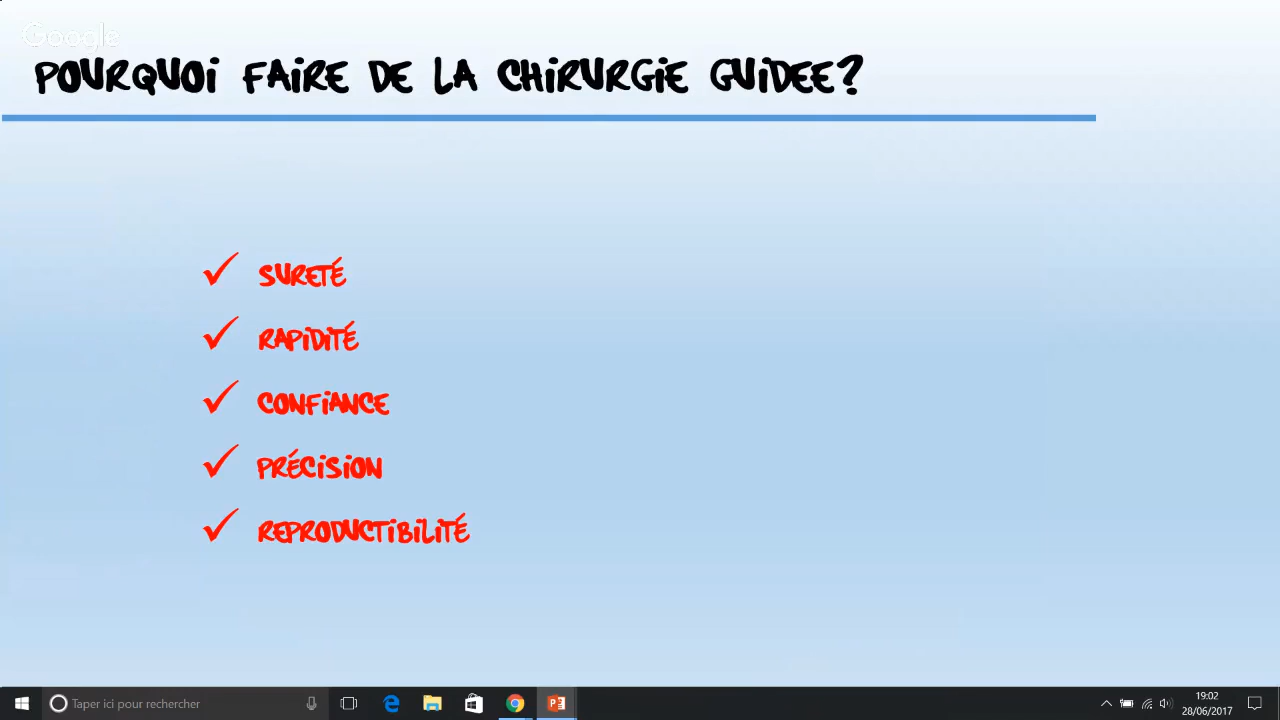 Google
POURQUOI FAIRE DE LA CHIRURGIE GUIDEE?
✓ SURETÉ
✓ RAPIDITÉ
✓ CONFIANCE
✓ PRÉCISION
✓ REPRODUCTIBILITÉ
Taper ici pour rechercher
19:02
28/06/2017